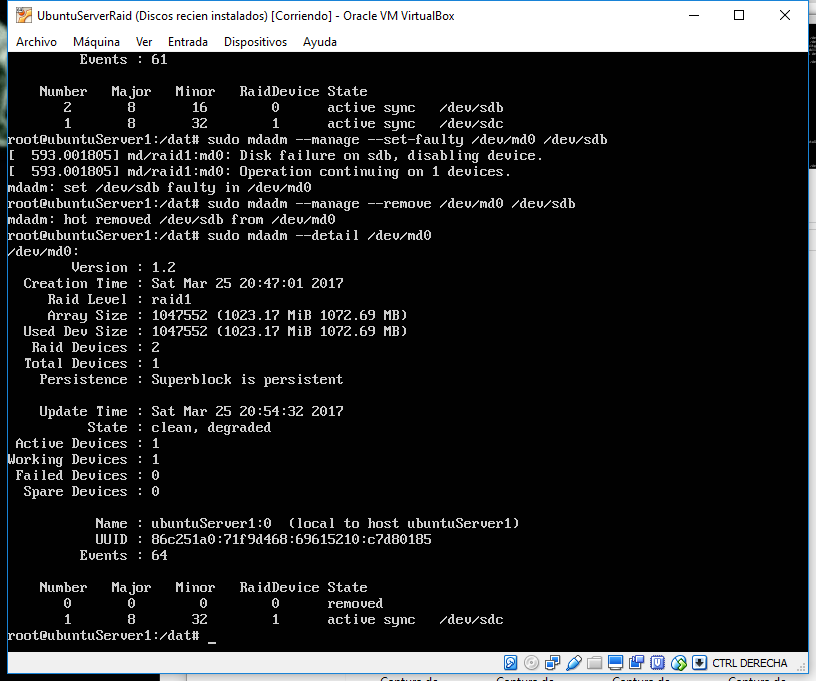 UbuntuServerRaid (Discos recien instalados) [Corriendo] - Oracle VM VirtualBox
Archivo Máquina Ver Entrada Dispositivos Ayuda
Events : 61
Number Major Minor RaidDevice State
2 8 16 0 active sync /dev/sdb
1 8 32 1 active sync /dev/sdc
root@ubuntuServer1:/dat# sudo mdadm --manage --set-faulty /dev/md0 /dev/sdb
[ 593.001805] md/raid1:md0: Disk failure on sdb, disabling device.
[ 593.001805] md/raid1:md0: Operation continuing on 1 devices.
mdadm: set /dev/sdb faulty in /dev/md0
root@ubuntuServer1:/dat# sudo mdadm --manage --remove /dev/md0 /dev/sdb
mdadm: hot removed /dev/sdb from /dev/md0
root@ubuntuServer1:/dat# sudo mdadm --detail /dev/md0
/dev/md0:
Version : 1.2
Creation Time : Sat Mar 25 20:47:01 2017
Raid Level : raid1
Array Size : 1047552 (1023.17 MiB 1072.69 MB)
Used Dev Size : 1047552 (1023.17 MiB 1072.69 MB)
Raid Devices : 2
Total Devices : 1
Persistence : Superblock is persistent
Update Time : Sat Mar 25 20:54:32 2017
State : clean, degraded
Active Devices : 1
Working Devices : 1
Failed Devices : 0
Spare Devices : 0
Name : ubuntuServer1:0 (local to host ubuntuServer1)
UUID : 86c251a0:71f9d468:69615210:c7d80185
Events : 64
Number Major Minor RaidDevice State
0 0 0 0 removed
1 8 32 1 active sync /dev/sdc
root@ubuntuServer1:/dat# _
CTRL DERECHA